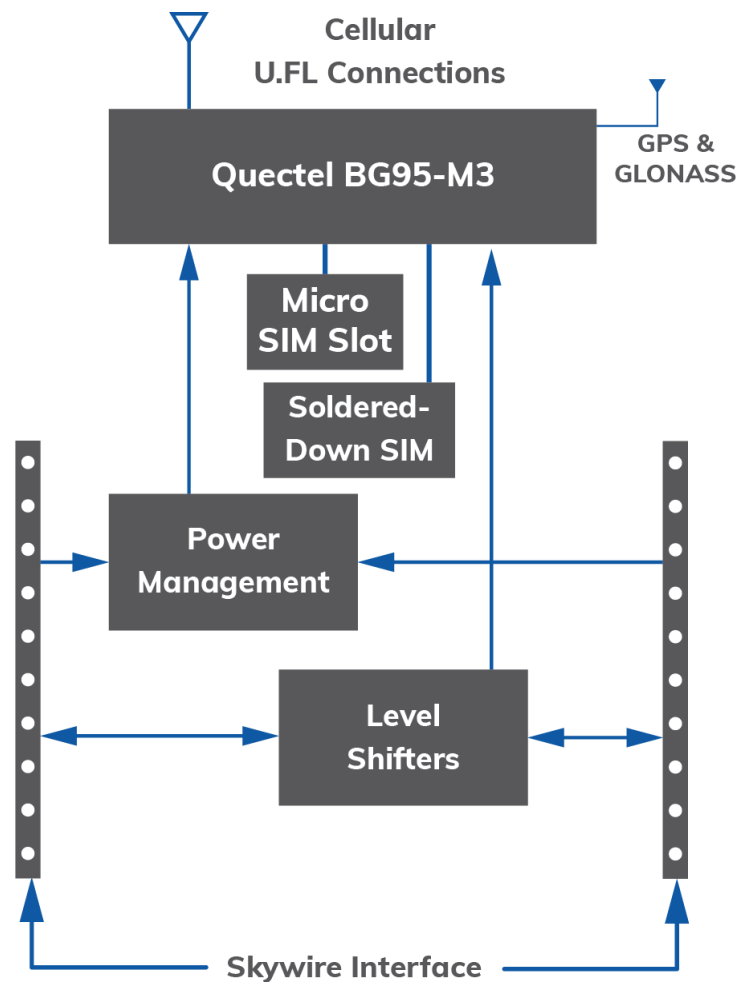 Cellular
U.FL Connections
GPS &
GLONASS
Quectel BG95-M3
Micro
SIM Slot
Soldered-
Down SIM
Power
Management
Level
Shifters
Skywire Interface